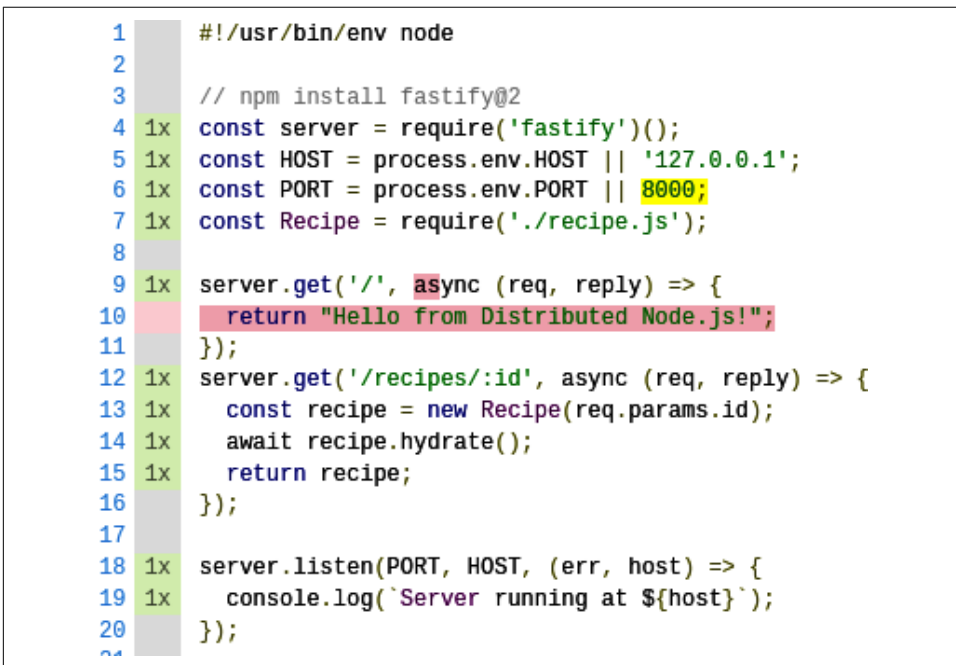 1 #!/usr/bin/env node
2
3 // npm install fastify@2
4 1x const server = require('fastify')();
5 1x const HOST = process.env.HOST || '127.0.0.1';
6 1x const PORT = process.env.PORT || 8000;
7 1x const Recipe = require('./recipe.js');
8
9 1x server.get('/', async (req, reply) => {
10 return "Hello from Distributed Node.js!";
11 });
12 1x server.get('/recipes/:id', async (req, reply) => {
13 1x const recipe = new Recipe(req.params.id);
14 1x await recipe.hydrate();
15 1x return recipe;
16 });
17
18 1x server.listen(PORT, HOST, (err, host) => {
19 1x console.log(`Server running at ${host}`);
20 });